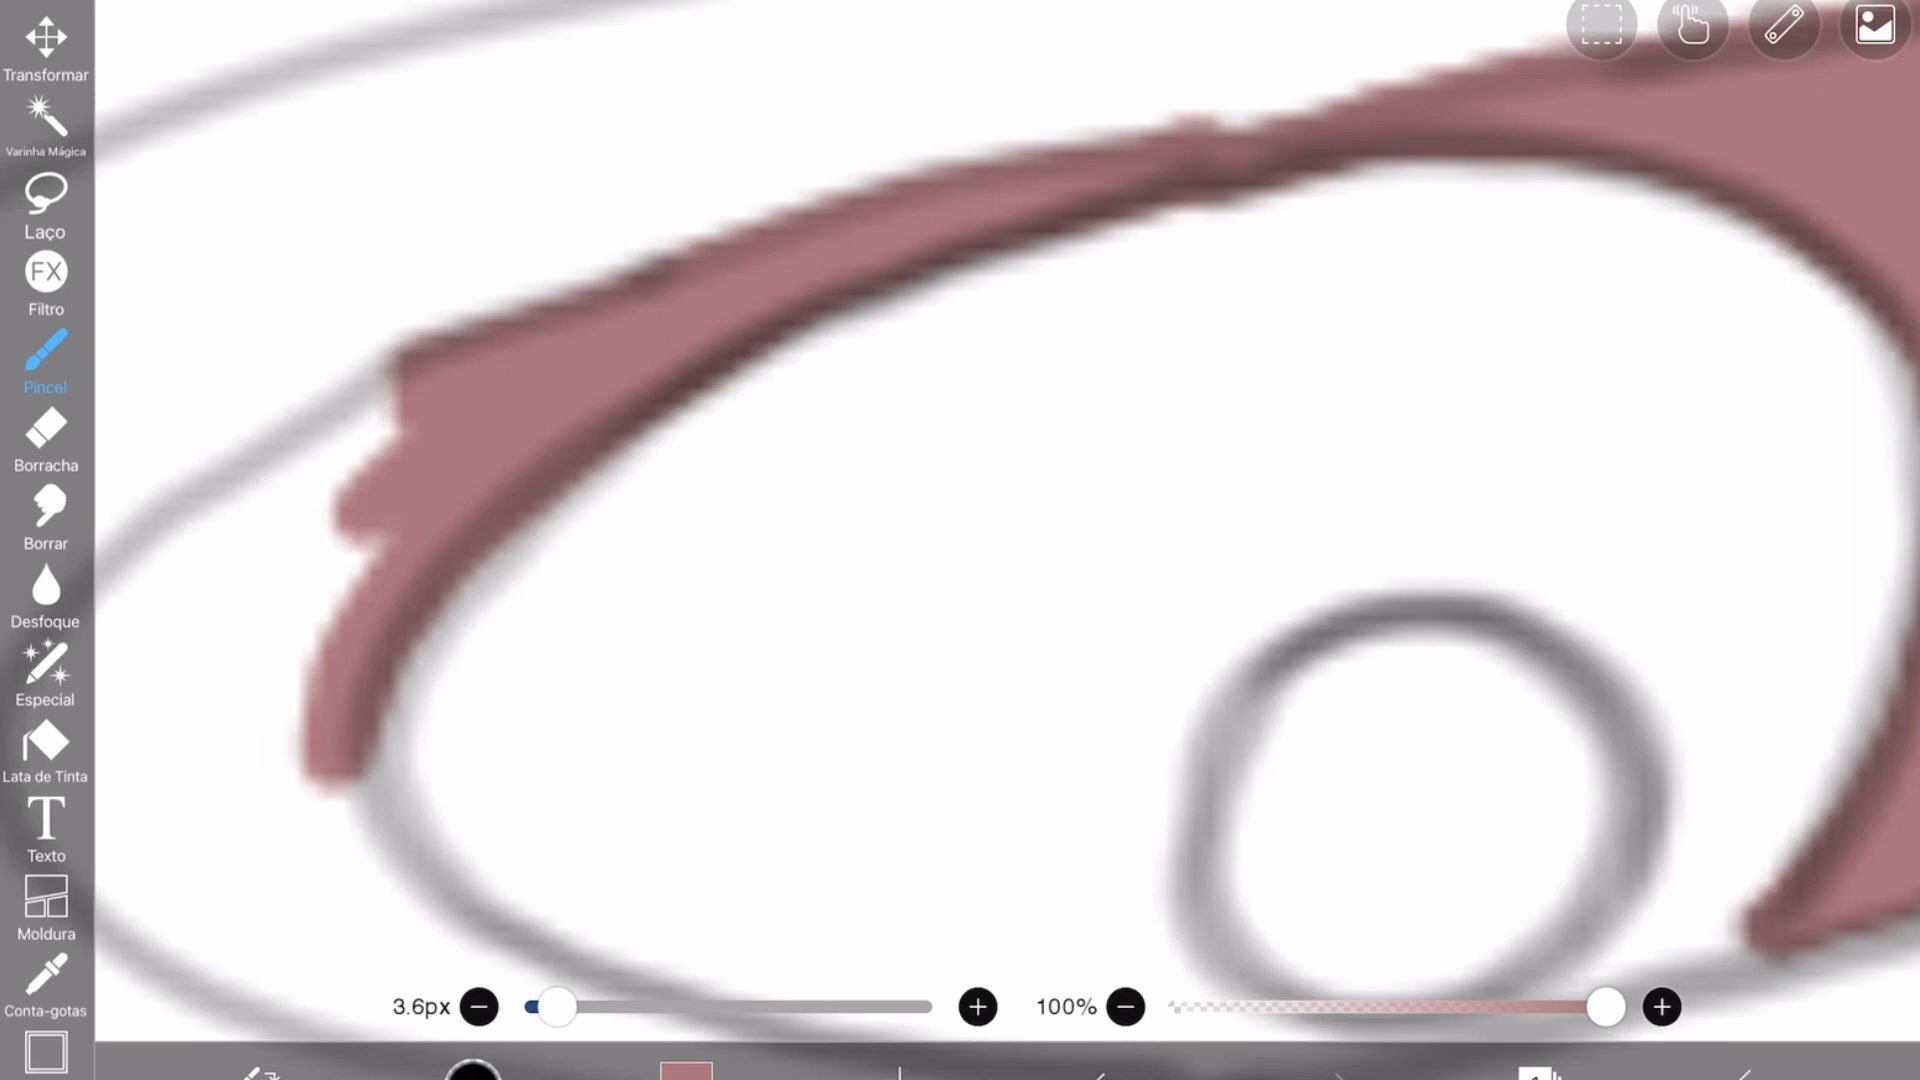 Transformar
Varinha Mágica
Laço
FX
Filtro
Pincel
Borracha
Borrar
Desfoque
Especial
Lata de Tinta
T
Texto
Moldura
Conta-gotas
3.6px
100%